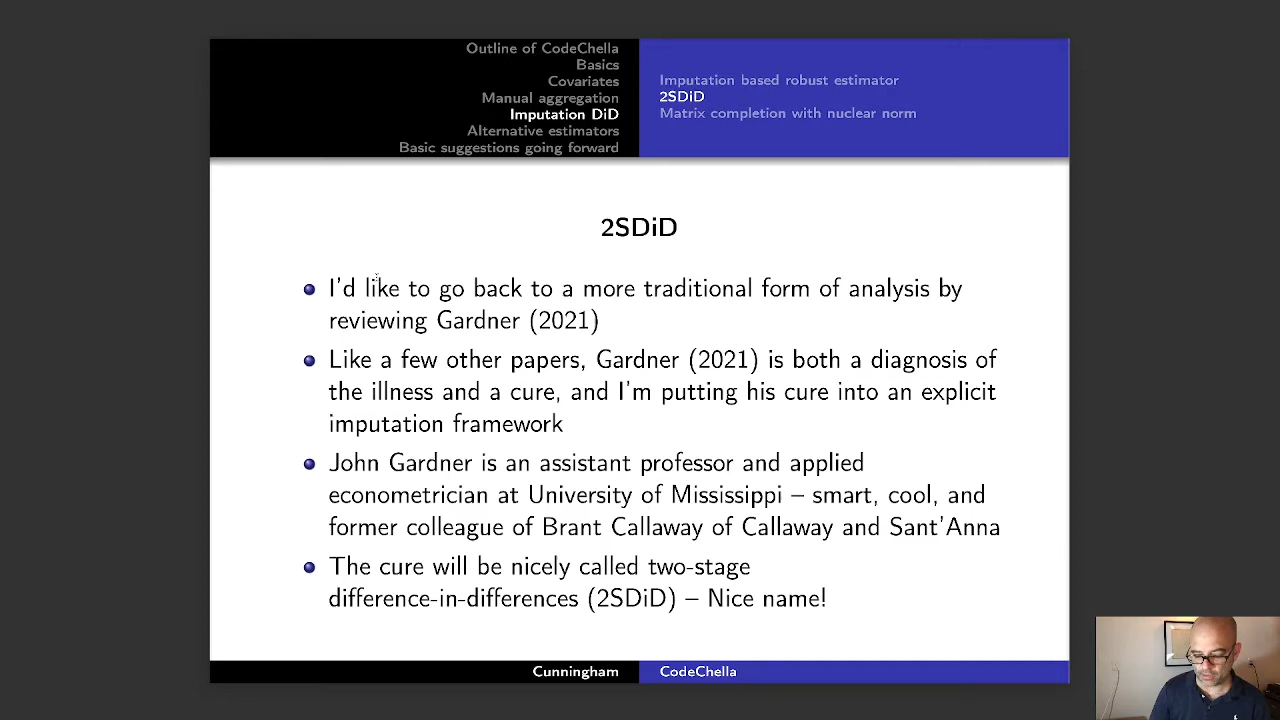 Outline of CodeChella
Basics
Covariates
Manual aggregation
Imputation DiD
Alternative estimators
Basic suggestions going forward
Imputation based robust estimator
2SDiD
Matrix completion with nuclear norm
2SDiD
I'd like to go back to a more traditional form of analysis by
reviewing Gardner (2021)
Like a few other papers, Gardner (2021) is both a diagnosis of
the illness and a cure, and I'm putting his cure into an explicit
imputation framework
John Gardner is an assistant professor and applied
econometrician at University of Mississippi – smart, cool, and
former colleague of Brant Callaway of Callaway and Sant'Anna
The cure will be nicely called two-stage
difference-in-differences (2SDiD) – Nice name!
Cunningham
CodeChella